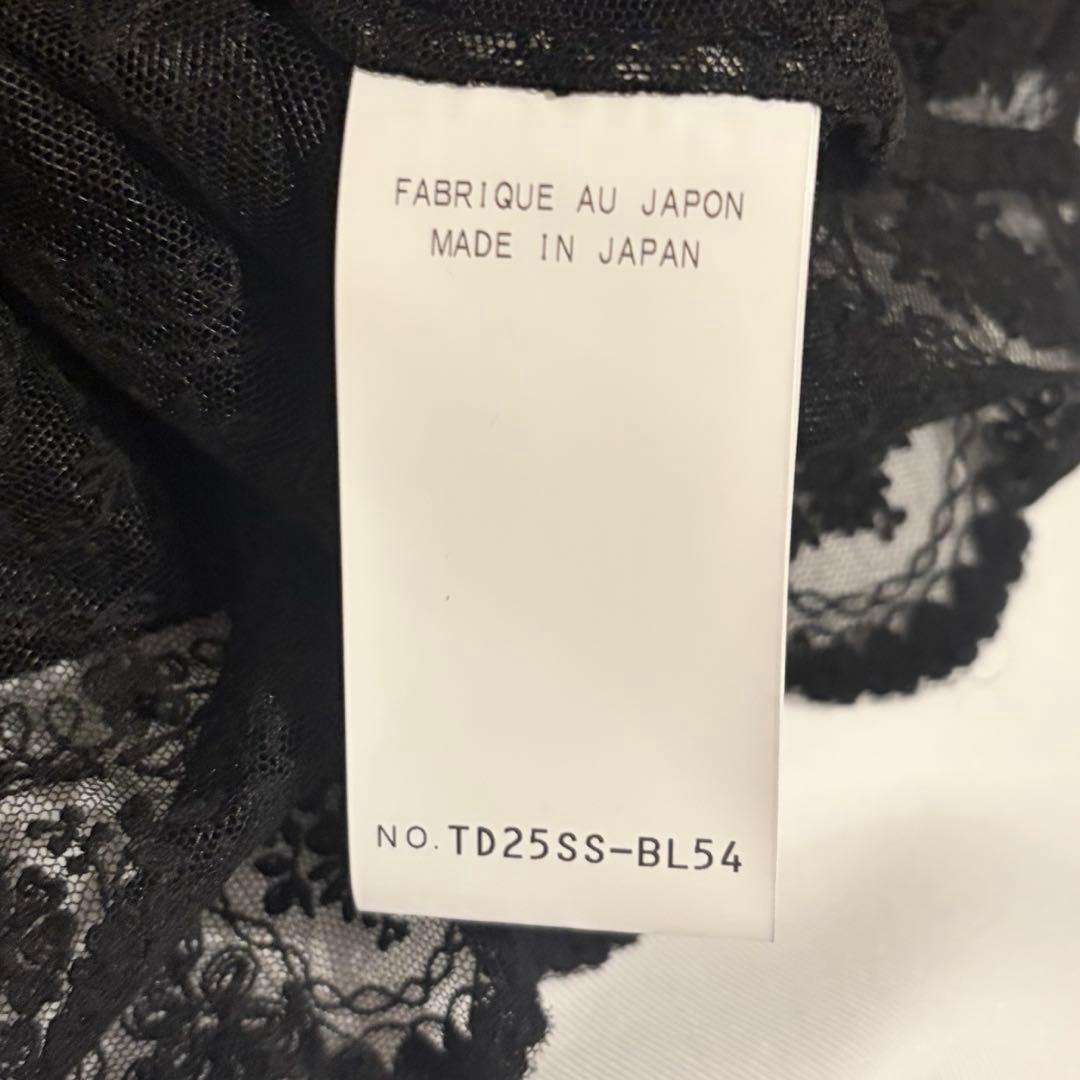 FABRIQUE AU JAPON
MADE IN JAPAN
NO. TD25SS-BL54